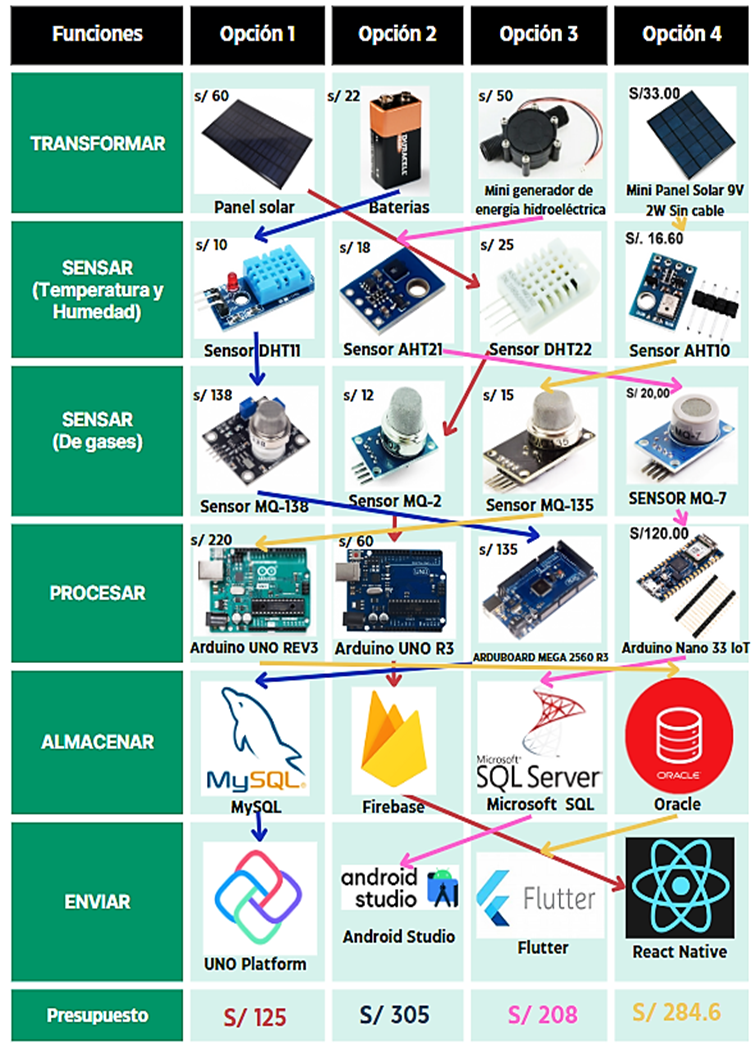 Funciones
Opción 1
Opción 2
Opción 3
Opción 4
TRANSFORMAR
s/ 60
Panel solar
s/ 22
DURACELL
Baterias
s/ 50
Mini generador de
energia hidroeléctrica
S/33.00
Mini Panel Solar 9V
2W Sin cable
SENSAR
(Temperatura y
Humedad)
s/ 10
Sensor DHT11
s/ 18
Sensor AHT21
s/ 25
Sensor DHT22
S/. 16.60
Sensor AHT10
SENSAR
(De gases)
s/ 138
Sensor MQ-138
s/ 12
Sensor MQ-2
s/ 15
Sensor MQ-135
S/ 20,00
MQ-7
SENSOR MQ-7
PROCESAR
s/ 220
Arduino UNO REV3
s/ 60
Arduino UNO R3
s/ 135
ARDUBOARD MEGA 2560 R3
S/120.00
Arduino Nano 33 IoT
ALMACENAR
MySQL
MySQL
Firebase
Microsoft
SQL Server
Microsoft SQL
ORACLE
Oracle
ENVIAR
UNO Platform
android
studio
Android Studio
Flutter
Flutter
React Native
Presupuesto
S/ 125
S/ 305
S/ 208
S/ 284.6